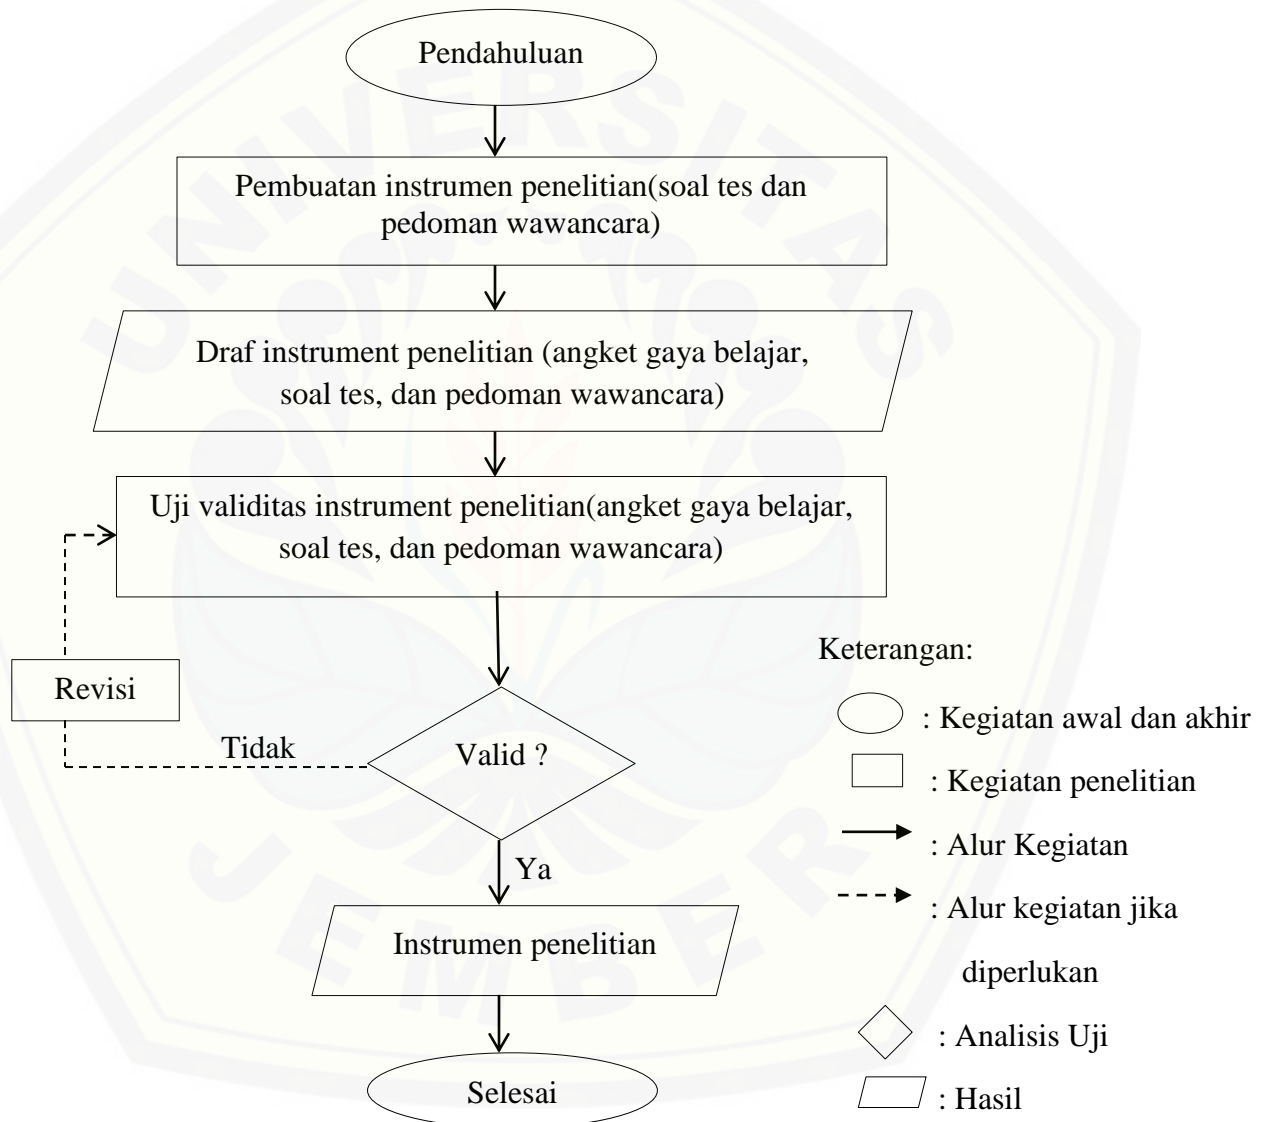 Pendahuluan
Pembuatan instrumen penelitian(soal tes dan
pedoman wawancara)
Draf instrument penelitian (angket gaya belajar,
soal tes, dan pedoman wawancara)
Uji validitas instrument penelitian(angket gaya belajar,
soal tes, dan pedoman wawancara)
Revisi
Tidak
Valid ?
Ya
Instrumen penelitian
Selesai
Keterangan:
: Kegiatan awal dan akhir
: Kegiatan penelitian
: Alur Kegiatan
: Alur kegiatan jika
diperlukan
: Analisis Uji
: Hasil
UNIVERSITAS
JEMBER